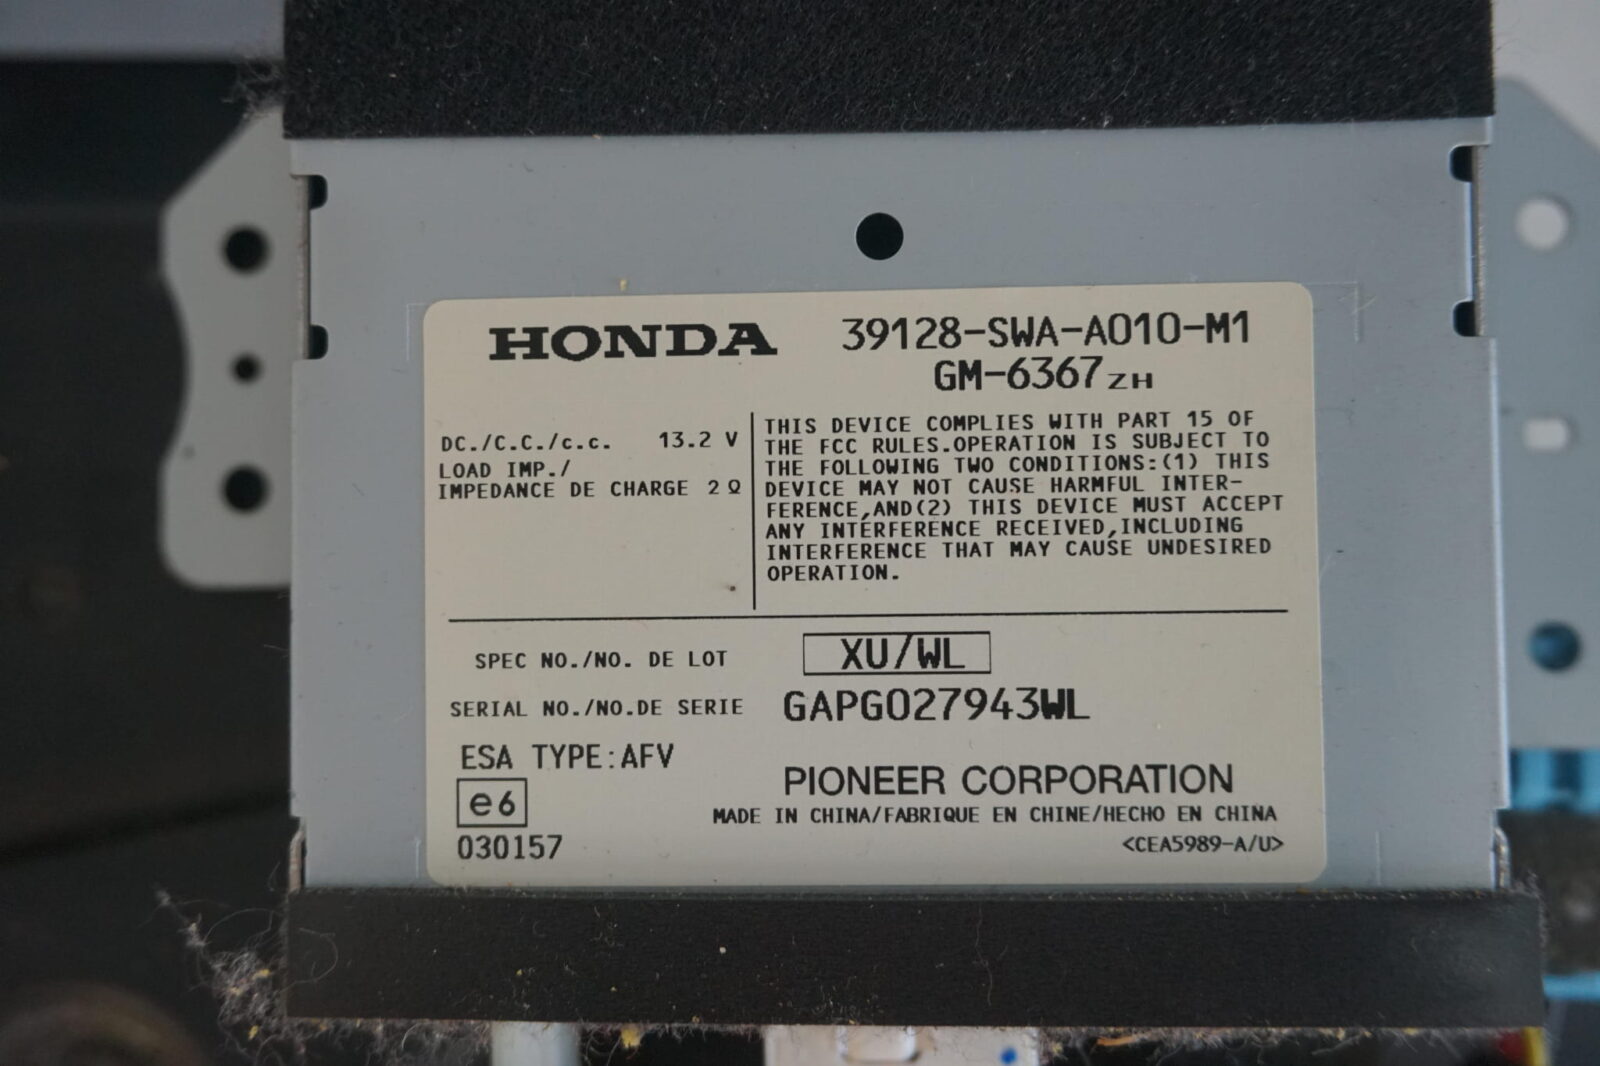 HONDA 39128-SWA-A010-M1
GM-6367 ZH
DC./C.C./c.c. 13.2 V
LOAD IMP./
IMPEDANCE DE CHARGE 2 Ω
THIS DEVICE COMPLIES WITH PART 15 OF
THE FCC RULES.OPERATION IS SUBJECT TO
THE FOLLOWING TWO CONDITIONS:(1) THIS
DEVICE MAY NOT CAUSE HARMFUL INTER-
FERENCE,AND(2) THIS DEVICE MUST ACCEPT
ANY INTERFERENCE RECEIVED,INCLUDING
INTERFERENCE THAT MAY CAUSE UNDESIRED
OPERATION.
SPEC NO./NO. DE LOT XU/WL
SERIAL NO./NO.DE SERIE GAPG027943WL
ESA TYPE:AFV
e6
030157
PIONEER CORPORATION
MADE IN CHINA/FABRIQUE EN CHINE/HECHO EN CHINA
<CEA5989-A/U>